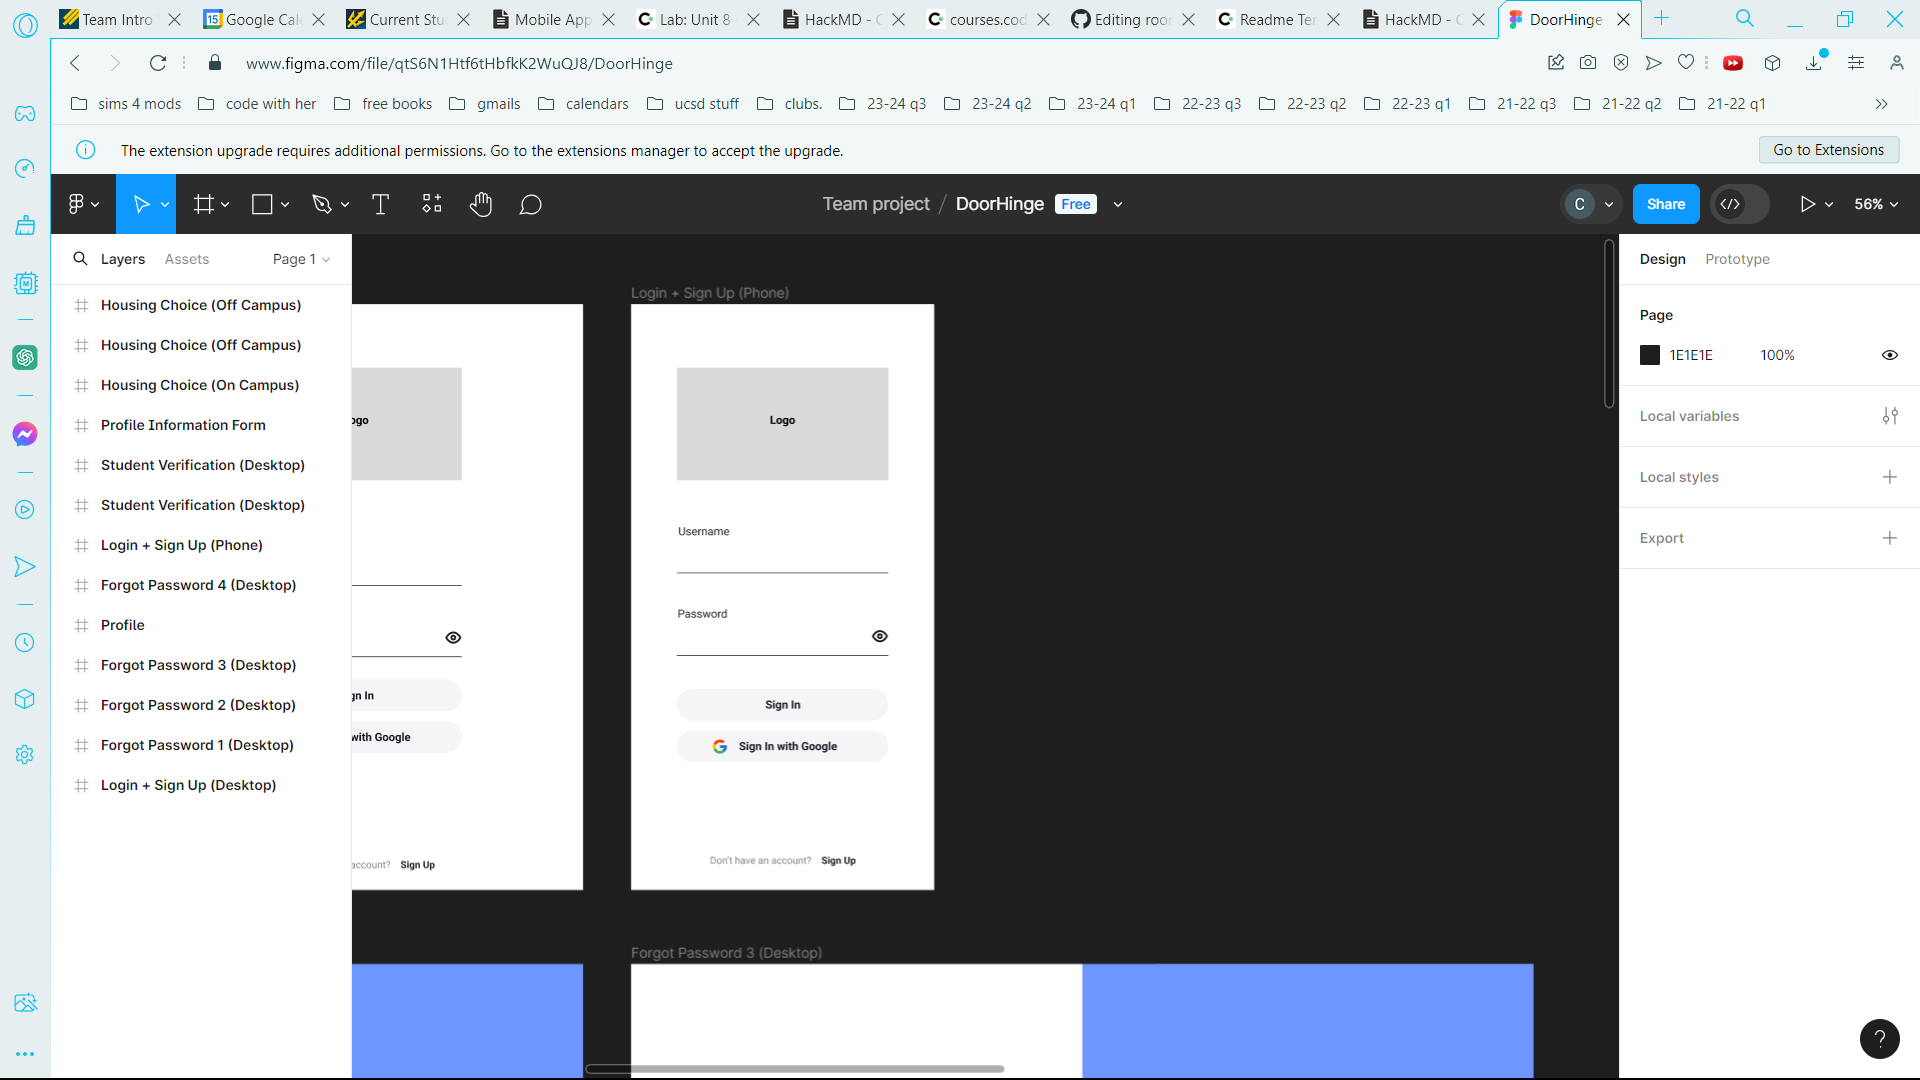 Team Intro
Google Cal
Current Stu
Mobile App
Lab: Unit 8
HackMD - C
courses.cod
Editing roor
Readme Ter
HackMD - C
DoorHinge
www.figma.com/file/qtS6N1Htf6tHbfkK2WuQJ8/DoorHinge
sims 4 mods
code with her
free books
gmails
calendars
ucsd stuff
clubs.
23-24 q3
23-24 q2
23-24 q1
22-23 q3
22-23 q2
22-23 q1
21-22 q3
21-22 q2
21-22 q1
The extension upgrade requires additional permissions. Go to the extensions manager to accept the upgrade.
Go to Extensions
Team project / DoorHinge Free
C
Share
56%
Layers
Assets
Page 1
Housing Choice (Off Campus)
Housing Choice (Off Campus)
Housing Choice (On Campus)
Profile Information Form
Student Verification (Desktop)
Student Verification (Desktop)
Login + Sign Up (Phone)
Forgot Password 4 (Desktop)
Profile
Forgot Password 3 (Desktop)
Forgot Password 2 (Desktop)
Forgot Password 1 (Desktop)
Login + Sign Up (Desktop)
ogo
gn In
with Google
account? Sign Up
Login + Sign Up (Phone)
Logo
Username
Password
Sign In
Sign In with Google
Don't have an account? Sign Up
Forgot Password 3 (Desktop)
Design
Prototype
Page
1E1E1E
100%
Local variables
Local styles
Export
?